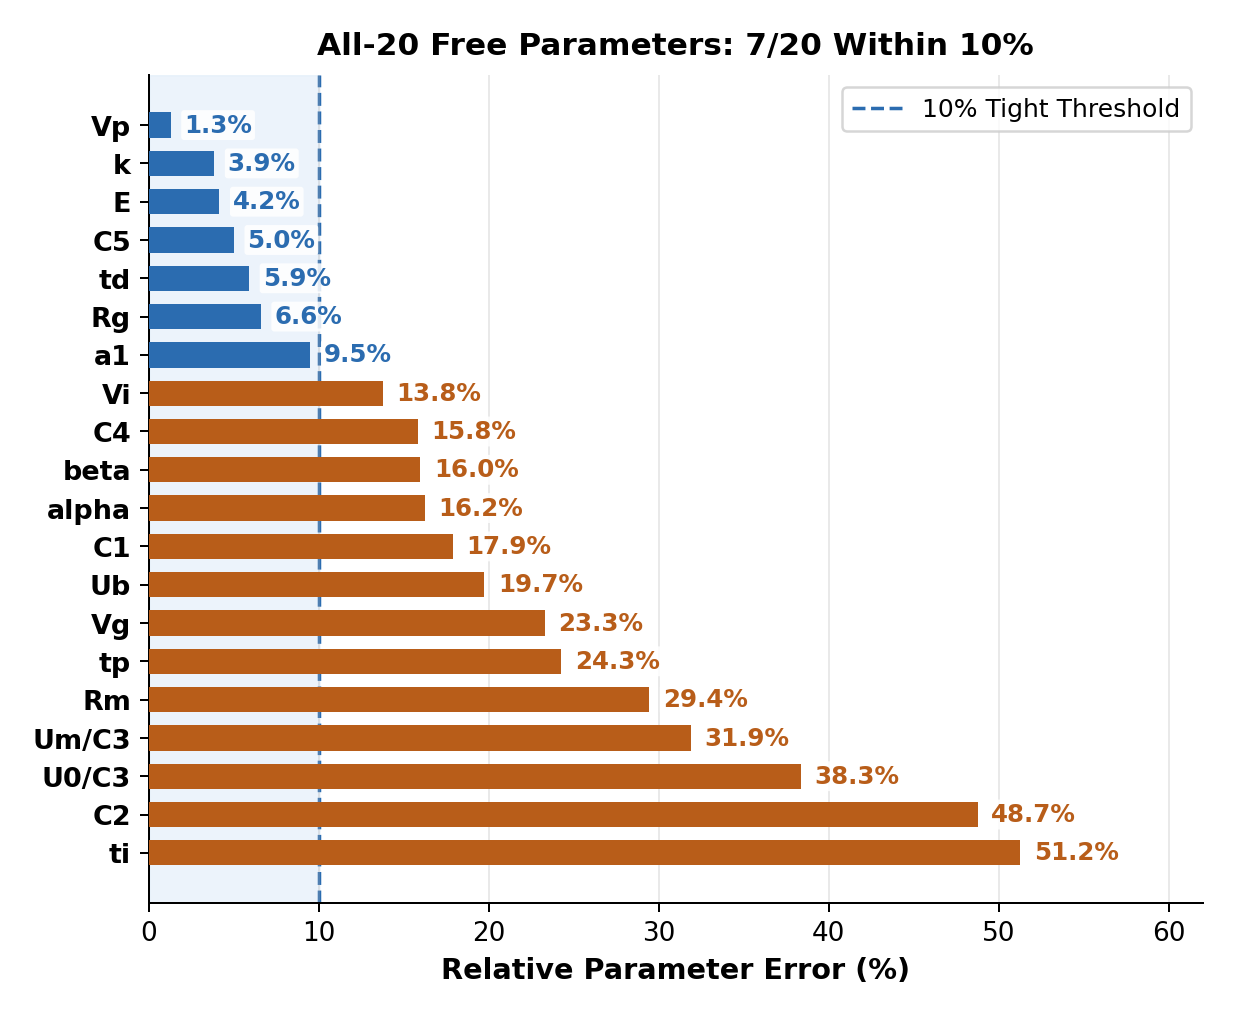 All-20 Free Parameters: 7/20 Within 10%
10% Tight Threshold
Vp 1.3%
k 3.9%
E 4.2%
C5 5.0%
td 5.9%
Rg 6.6%
a1 9.5%
Vi 13.8%
C4 15.8%
beta 16.0%
alpha 16.2%
C1 17.9%
Ub 19.7%
Vg 23.3%
tp 24.3%
Rm 29.4%
Um/C3 31.9%
U0/C3 38.3%
C2 48.7%
ti 51.2%
0 10 20 30 40 50 60
Relative Parameter Error (%)